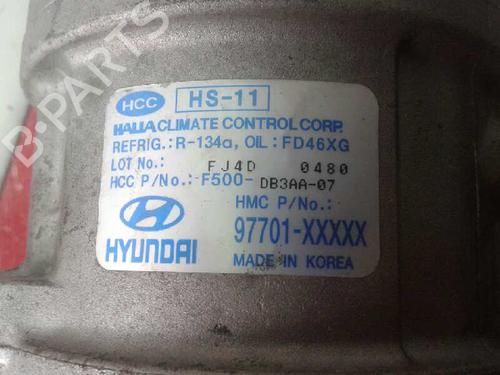 HCC HS-11
HALLA CLIMATE CONTROL CORP.
REFRIG.: R-134a, OIL: FD46XG
LOT No.: FJ4D 0480
HCC P/No.: F500-DB3AA-07
HMC P/No.:
97701-XXXXX
HYUNDAI
MADE IN KOREA
B-PARTS